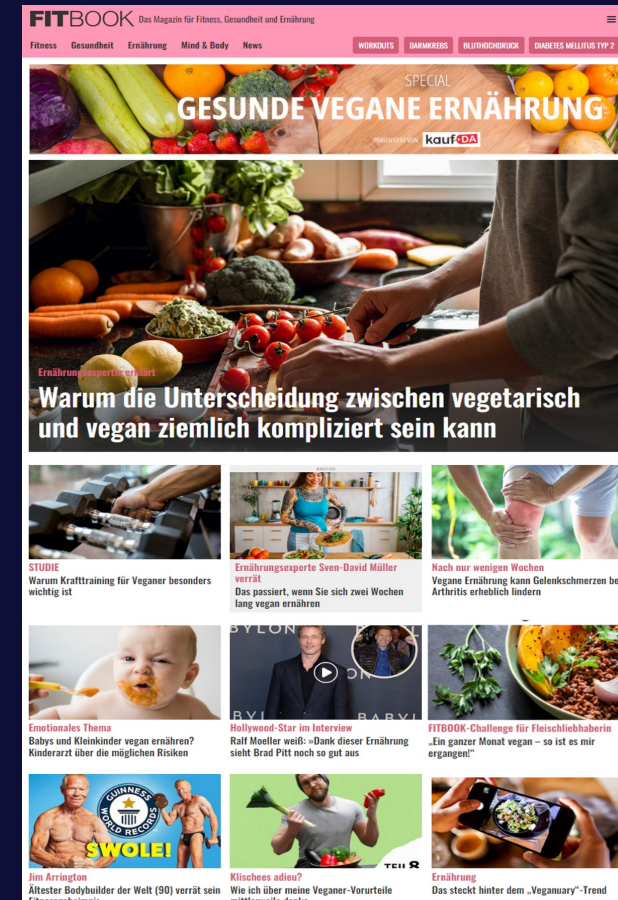 FITBOOK Das Magazin für Fitness, Gesundheit und Ernährung
Fitness Gesundheit Ernährung Mind & Body News WORKOUTS DARMKREBS BLUTHOCHDRUCK DIABETES MELLITUS TYP 2
SPECIAL
GESUNDE VEGANE ERNÄHRUNG
PRÄSENTIERT VON kaufDA
Ernährungsexpertin erklärt
Warum die Unterscheidung zwischen vegetarisch
und vegan ziemlich kompliziert sein kann
STUDIE
Warum Krafttraining für Veganer besonders
wichtig ist
Ernährungsexperte Sven-David Müller
verrät
Das passiert, wenn Sie sich zwei Wochen
lang vegan ernähren
Nach nur wenigen Wochen
Vegane Ernährung kann Gelenkschmerzen be
Arthritis erheblich lindern
Emotionales Thema
Babys und Kleinkinder vegan ernähren?
Kinderarzt über die möglichen Risiken
BYLON
BABYL
Hollywood-Star im Interview
Ralf Moeller weiß: »Dank dieser Ernährung
sieht Brad Pitt noch so gut aus
FITBOOK-Challenge für Fleischliebhaberin
„Ein ganzer Monat vegan – so ist es mir
ergangen!“
GUINNESS
WORLD RECORDS
SWOLE!
Jim Arrington
Ältester Bodybuilder der Welt (90) verrät sein
TEIL 8
Klischees adieu?
Wie ich über meine Veganer-Vorurteile
Ernährung
Das steckt hinter dem „Veganuary“-Trend